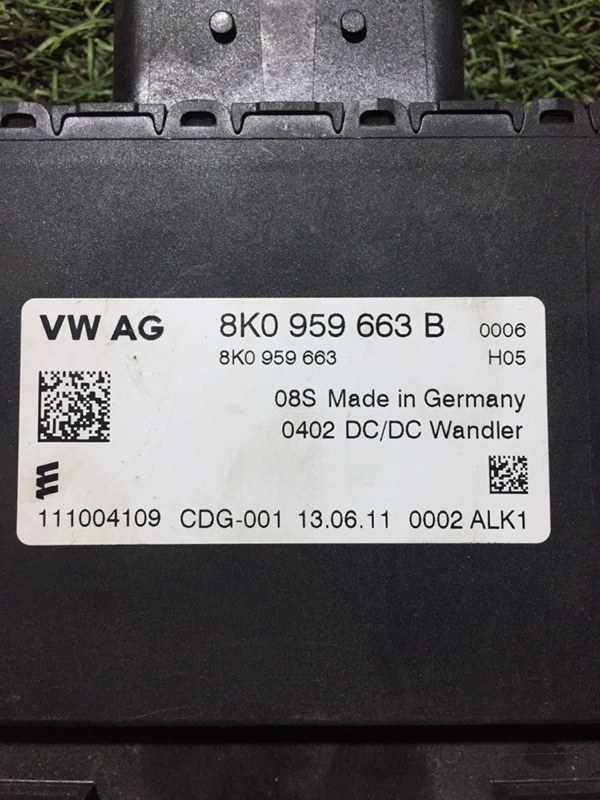 VW AG 8K0 959 663 B 0006
8K0 959 663 H05
08S Made in Germany
0402 DC/DC Wandler
111004109 CDG-001 13.06.11 0002 ALK1